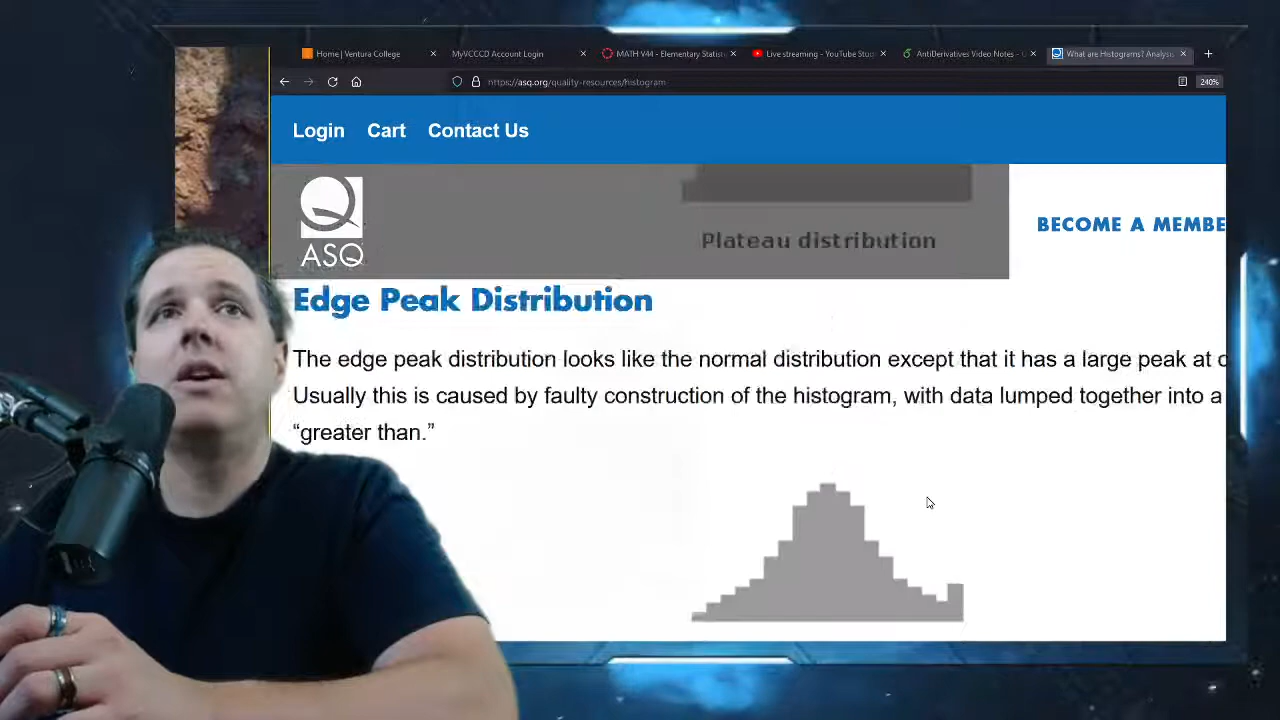 Home | Ventura College
MyVCCCD Account Login
MATH V44 - Elementary Statis
Live streaming - YouTube Stu
AntiDerivatives Video Notes -
What are Histograms? Analysis
https://asq.org/quality-resources/histogram
240%
Login Cart Contact Us
ASQ
Plateau distribution
BECOME A MEMBE
Edge Peak Distribution
The edge peak distribution looks like the normal distribution except that it has a large peak at
Usually this is caused by faulty construction of the histogram, with data lumped together into a
“greater than.”